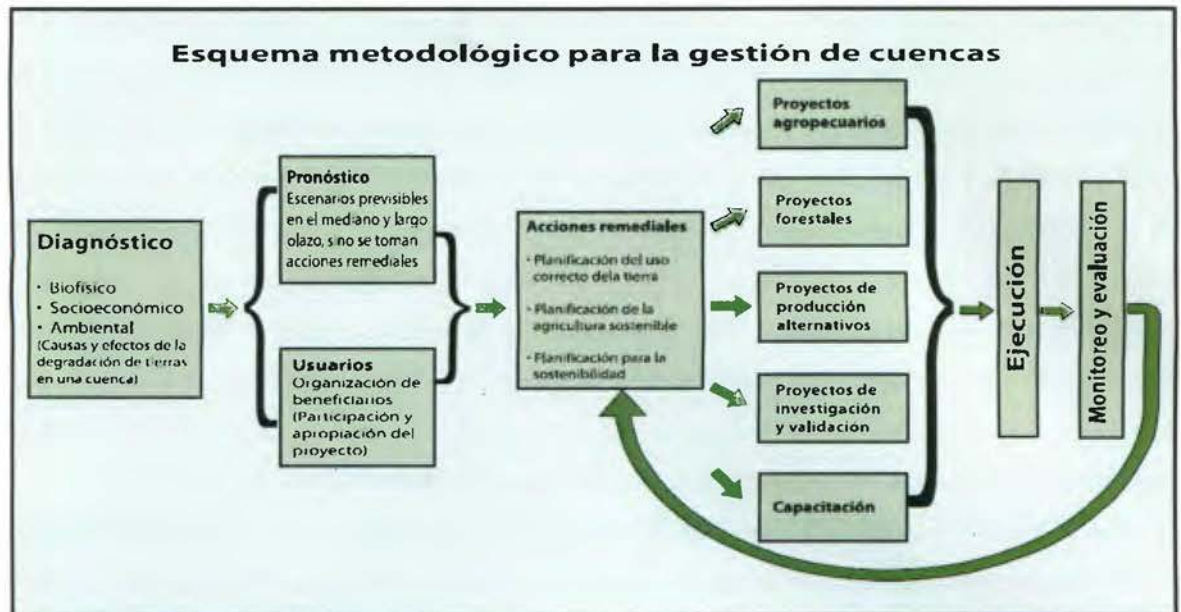 Esquema metodológico para la gestión de cuencas
Diagnóstico
• Biofísico
• Socioeconómico
• Ambiental
(Causas y efectos de la
degradación de tierras
en una cuenca)
Pronóstico
Escenarios previsibles
en el mediano y largo
olazo, sino se toman
acciones remediales
Usuarios
Organización de
beneficiarios
(Participación y
apropiación del
proyecto)
Acciones remediales
• Planificación del uso
correcto dela tierra
• Planificación de la
agricultura sostenible
• Planificación para la
sostenibilidad
Proyectos
agropecuarios
Proyectos
forestales
Proyectos de
producción
alternativos
Proyectos de
investigación
y validación
Capacitación
Ejecución
Monitoreo y evaluación